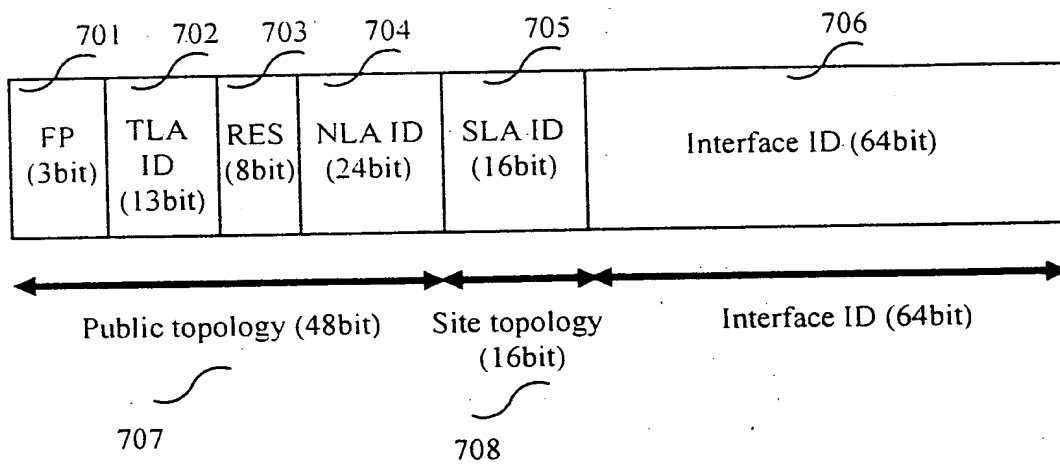 701 702 703 704 705 706
FP
(3bit)
TLA
ID
(13bit)
RES
(8bit)
NLA ID
(24bit)
SLA ID
(16bit)
Interface ID (64bit)
Public topology (48bit)
Site topology
(16bit)
Interface ID (64bit)
707
708